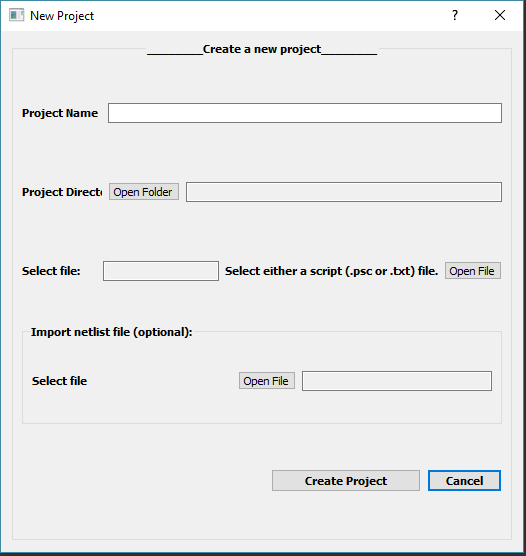 New Project
________Create a new project________
Project Name
Project Direct Open Folder
Select file: Select either a script (.psc or .txt) file. Open File
Import netlist file (optional):
Select file Open File
Create Project Cancel